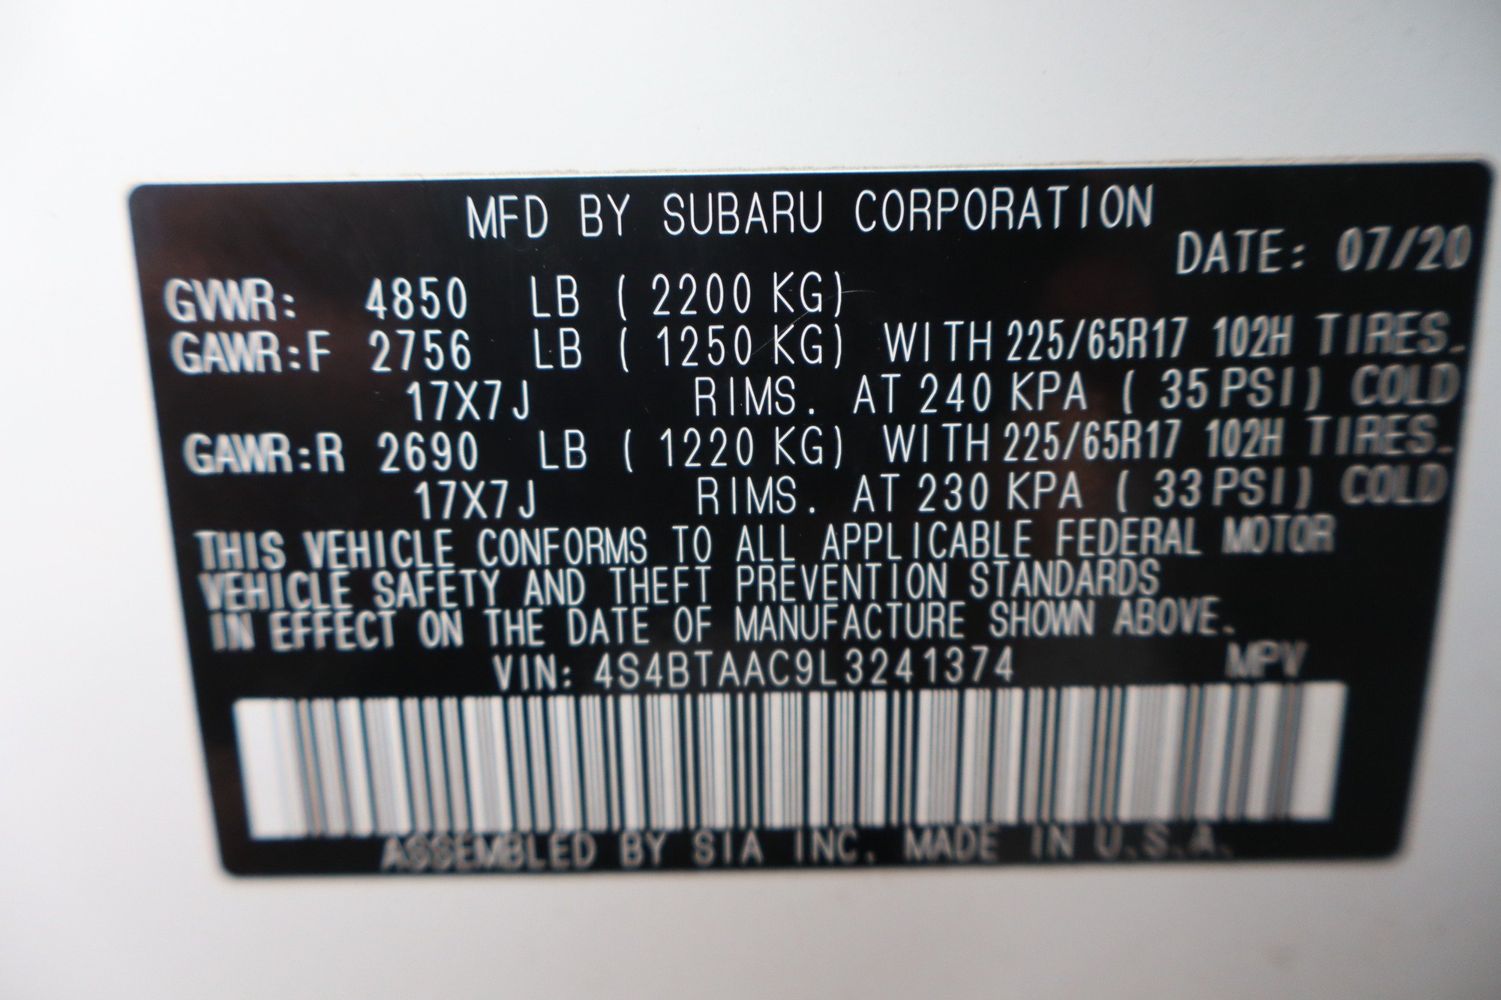 MFD BY SUBARU CORPORATION
DATE: 07/20
GVWR: 4850 LB ( 2200 KG)
GAWR:F 2756 LB ( 1250 KG) WITH 225/65R17 102H TIRES.
17X7J RIMS. AT 240 KPA ( 35 PSI) COLD
GAWR:R 2690 LB ( 1220 KG) WITH 225/65R17 102H TIRES.
17X7J RIMS. AT 230 KPA ( 33 PSI) COLD
THIS VEHICLE CONFORMS TO ALL APPLICABLE FEDERAL MOTOR
VEHICLE SAFETY AND THEFT PREVENTION STANDARDS
IN EFFECT ON THE DATE OF MANUFACTURE SHOWN ABOVE.
VIN: 4S4BTAAC9L3241374 MPV
ASSEMBLED BY SIA INC. MADE IN U.S.A.